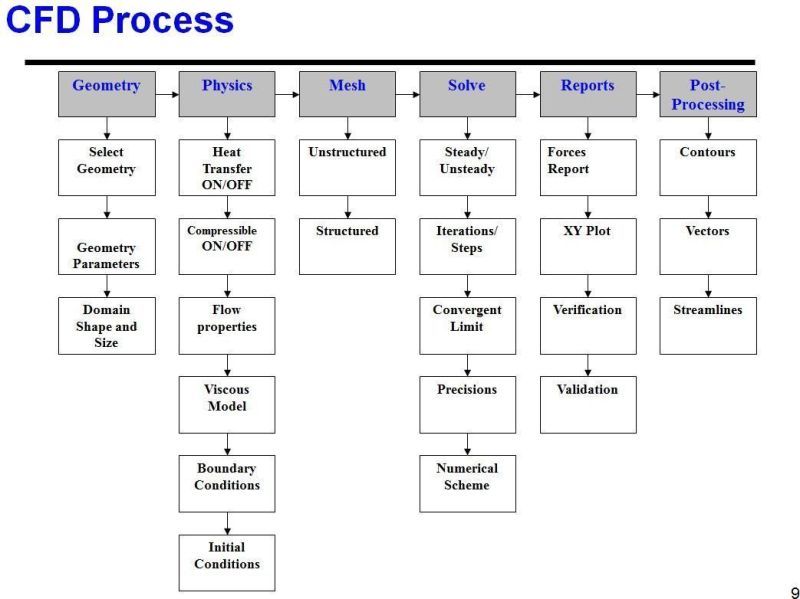 CFD Process
Geometry
Physics
Mesh
Solve
Reports
Post-
Processing
Select
Geometry
Heat
Transfer
ON/OFF
Unstructured
Steady/
Unsteady
Forces
Report
Contours
Geometry
Parameters
Compressible
ON/OFF
Structured
Iterations/
Steps
XY Plot
Vectors
Domain
Shape and
Size
Flow
properties
Convergent
Limit
Verification
Streamlines
Viscous
Model
Precisions
Validation
Boundary
Conditions
Numerical
Scheme
Initial
Conditions
9